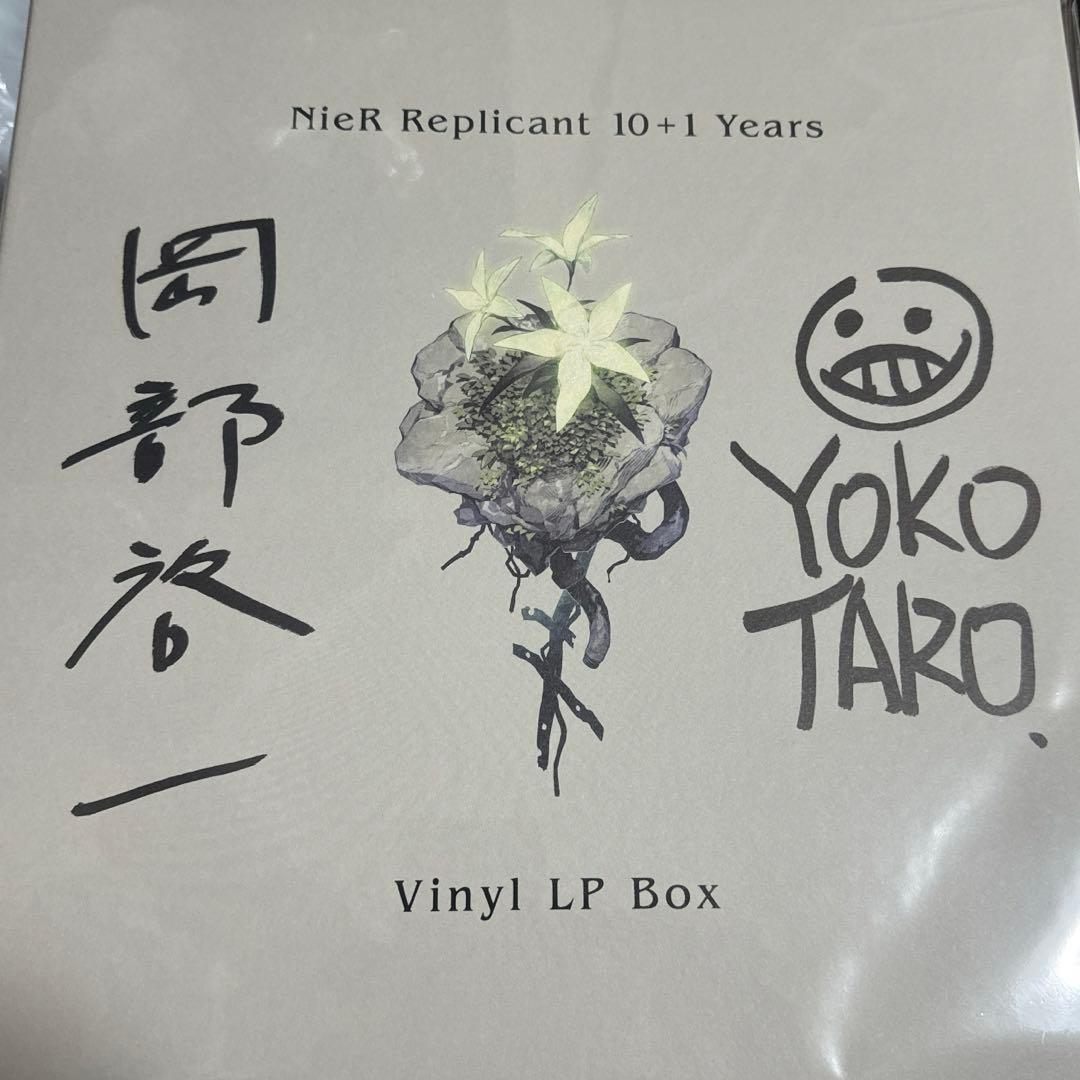 NieR Replicant 10+1 Years
岡部啓一
YOKO
TARO.
Vinyl LP Box